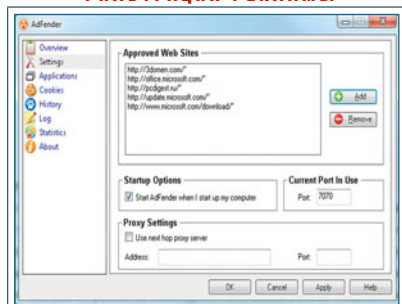 AdFender
Overview
Settings
Applications
Cookies
History
Log
Statistics
About
Approved Web Sites
http://3domen.com/*
http://office.microsoft.com/*
http://pcdigest.ru/*
http://update.microsoft.com/*
http://www.microsoft.com/download/*
Add
Remove
Startup Options
Start AdFender when I start up my computer
Current Port In Use
Port: 7070
Proxy Settings
Use next hop proxy server
Address:
Port:
OK
Cancel
Apply
Help